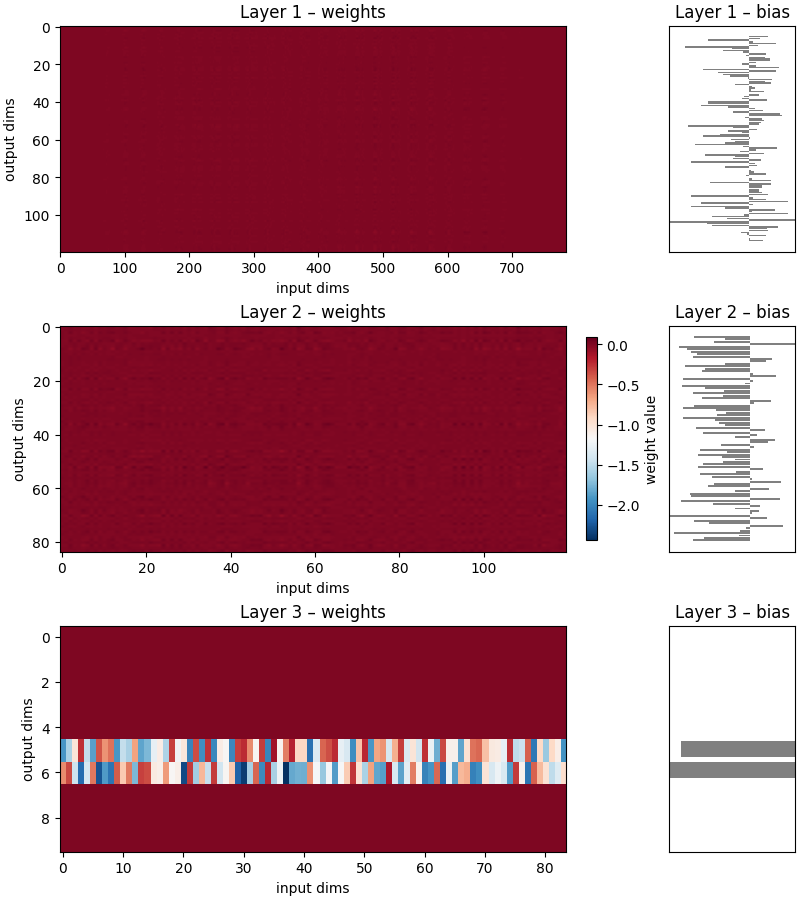 Layer 1 – weights
Layer 1 – bias
0
20
40
60
80
100
output dims
0 100 200 300 400 500 600 700
input dims
Layer 2 – weights
Layer 2 – bias
0
20
40
60
80
output dims
0 20 40 60 80 100
input dims
0.0
−0.5
−1.0
−1.5
−2.0
weight value
Layer 3 – weights
Layer 3 – bias
0
2
4
6
8
output dims
0 10 20 30 40 50 60 70 80
input dims